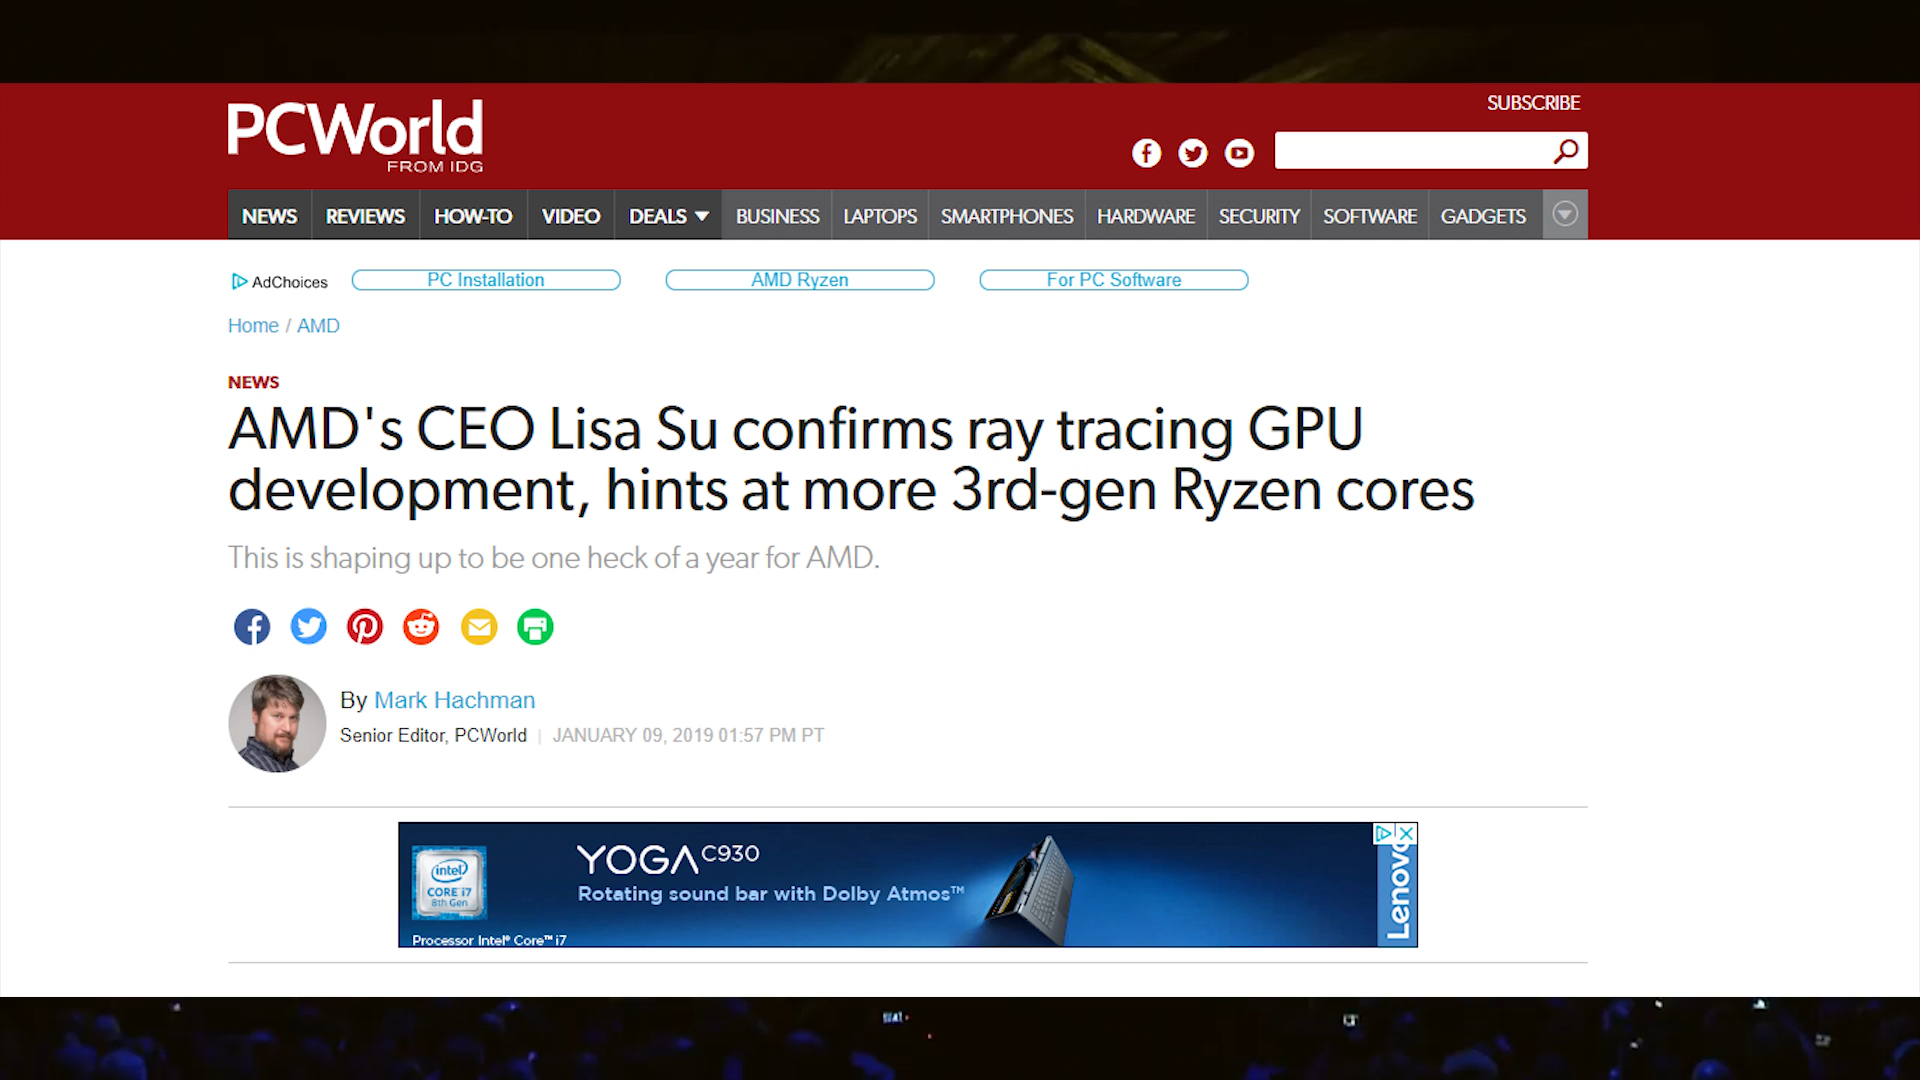 PCWorld
FROM IDG
SUBSCRIBE
NEWS REVIEWS HOW-TO VIDEO DEALS BUSINESS LAPTOPS SMARTPHONES HARDWARE SECURITY SOFTWARE GADGETS
AdChoices PC Installation AMD Ryzen For PC Software
Home / AMD
NEWS
AMD's CEO Lisa Su confirms ray tracing GPU
development, hints at more 3rd-gen Ryzen cores
This is shaping up to be one heck of a year for AMD.
By Mark Hachman
Senior Editor, PCWorld | JANUARY 09, 2019 01:57 PM PT
intel
CORE i7
8th Gen
Processor Intel® Core™ i7
YOGA C930
Rotating sound bar with Dolby Atmos™
Lenovo